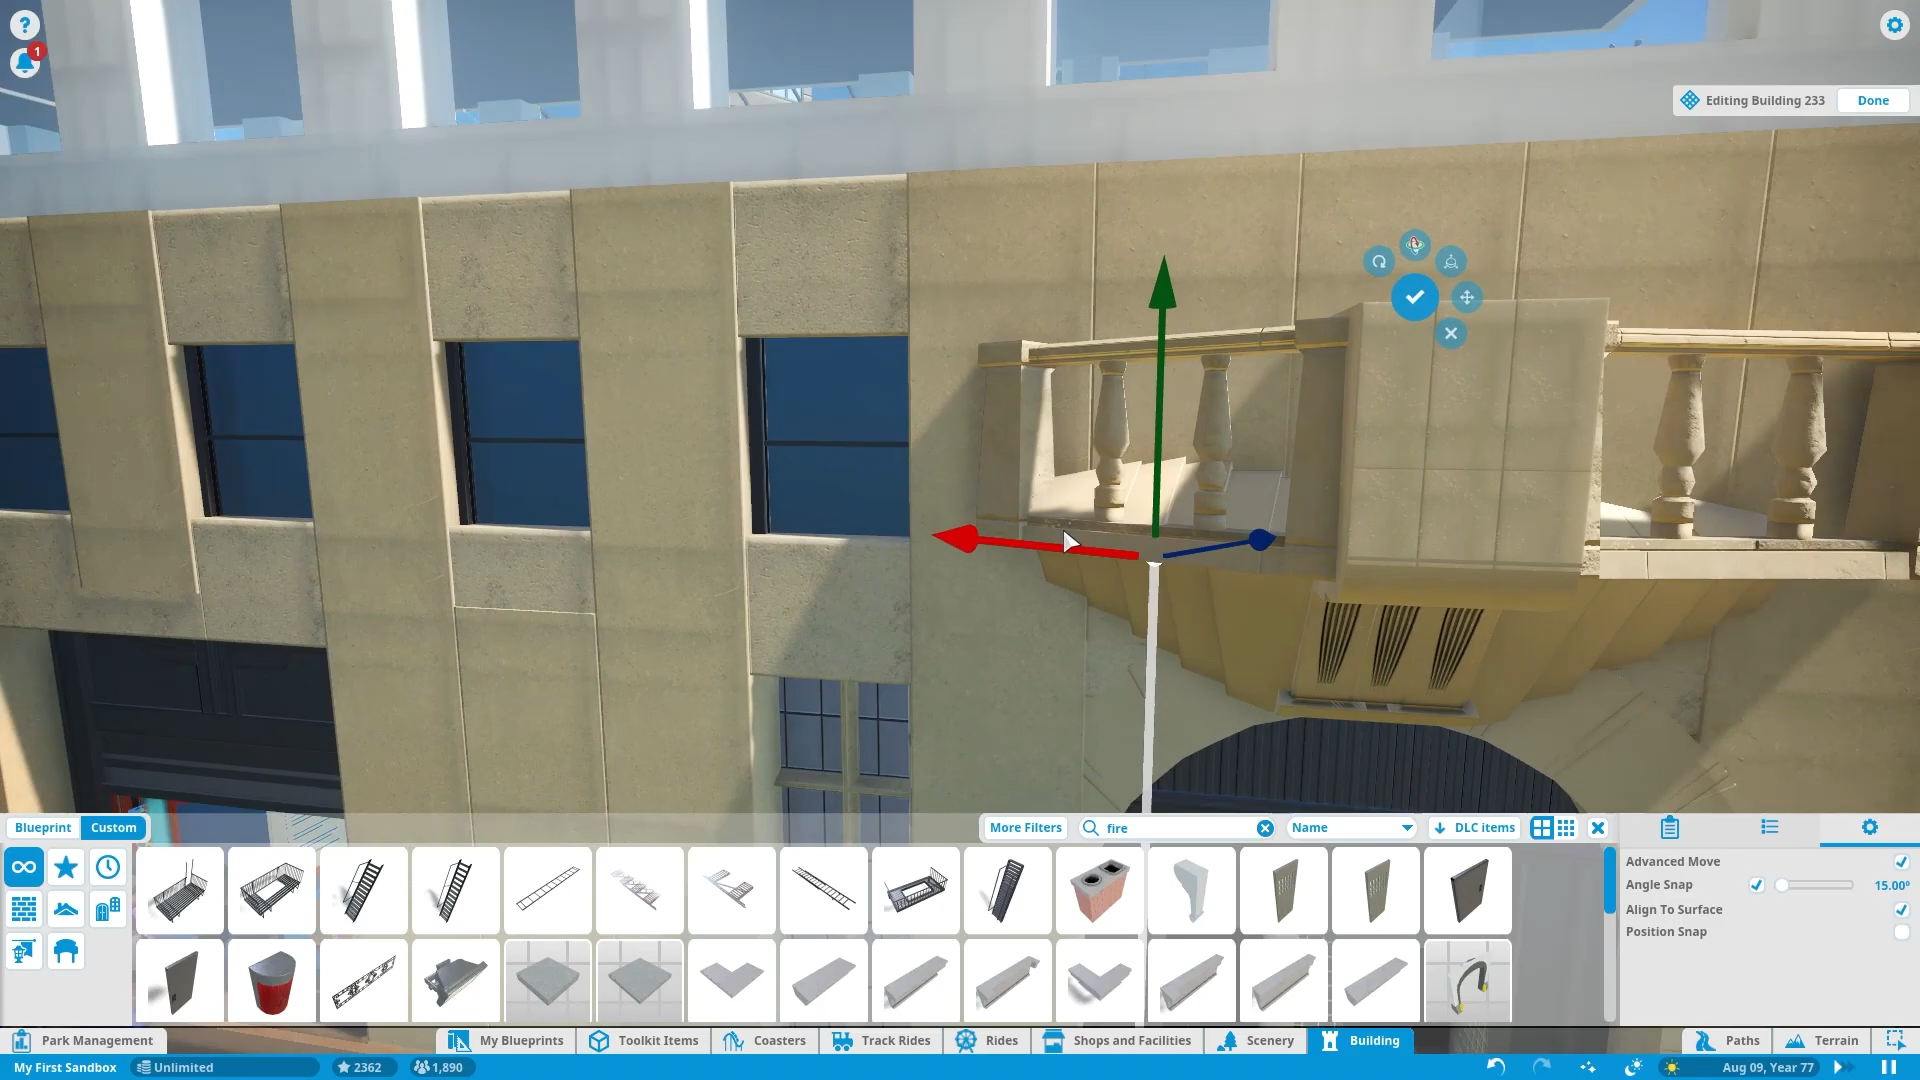 ?
1
Editing Building 233
Done
Blueprint
Custom
More Filters
fire
Name
DLC items
Advanced Move
Angle Snap
15.00°
Align To Surface
Position Snap
Park Management
My Blueprints
Toolkit Items
Coasters
Track Rides
Rides
Shops and Facilities
Scenery
Building
Paths
Terrain
My First Sandbox
Unlimited
2362
1,890
Aug 09, Year 77